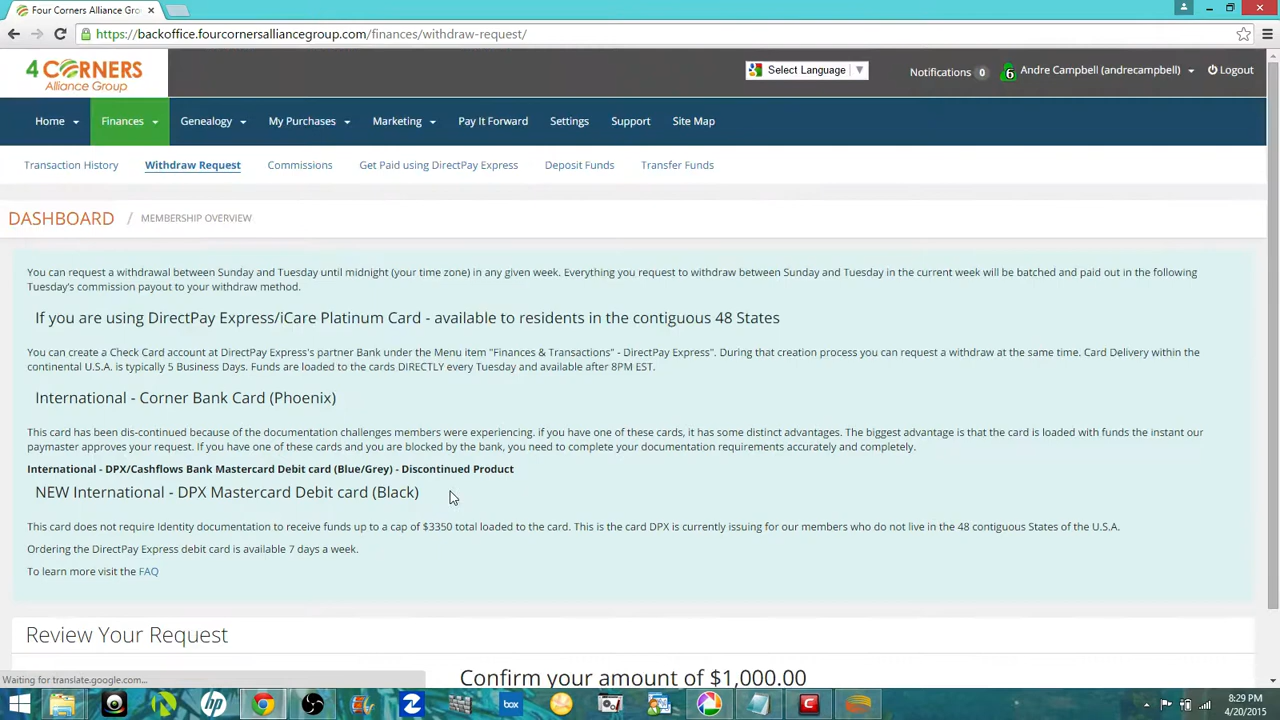 Four Corners Alliance Gro
https://backoffice.fourcornersalliancegroup.com/finances/withdraw-request/
4 CORNERS
Alliance Group
Select Language
Notifications 0
6
Andre Campbell (andrecampbell)
Logout
Home
Finances
Genealogy
My Purchases
Marketing
Pay It Forward
Settings
Support
Site Map
Transaction History
Withdraw Request
Commissions
Get Paid using DirectPay Express
Deposit Funds
Transfer Funds
DASHBOARD / MEMBERSHIP OVERVIEW
You can request a withdrawal between Sunday and Tuesday until midnight (your time zone) in any given week. Everything you request to withdraw between Sunday and Tuesday in the current week will be batched and paid out in the following
Tuesday's commission payout to your withdraw method.
If you are using DirectPay Express/iCare Platinum Card - available to residents in the contiguous 48 States
You can create a Check Card account at DirectPay Express's partner Bank under the Menu item "Finances & Transactions" - DirectPay Express". During that creation process you can request a withdraw at the same time. Card Delivery within the
continental U.S.A. is typically 5 Business Days. Funds are loaded to the cards DIRECTLY every Tuesday and available after 8PM EST.
International - Corner Bank Card (Phoenix)
This card has been dis-continued because of the documentation challenges members were experiencing. if you have one of these cards, it has some distinct advantages. The biggest advantage is that the card is loaded with funds the instant our
paymaster approves your request. If you have one of these cards and you are blocked by the bank, you need to complete your documentation requirements accurately and completely.
International - DPX/Cashflows Bank Mastercard Debit card (Blue/Grey) - Discontinued Product
NEW International - DPX Mastercard Debit card (Black)
This card does not require Identity documentation to receive funds up to a cap of $3350 total loaded to the card. This is the card DPX is currently issuing for our members who do not live in the 48 contiguous States of the U.S.A.
Ordering the DirectPay Express debit card is available 7 days a week.
To learn more visit the FAQ
Review Your Request
Confirm your amount of $1,000.00
Waiting for translate.google.com...
hp
Z
box
C
8:29 PM
4/20/2015